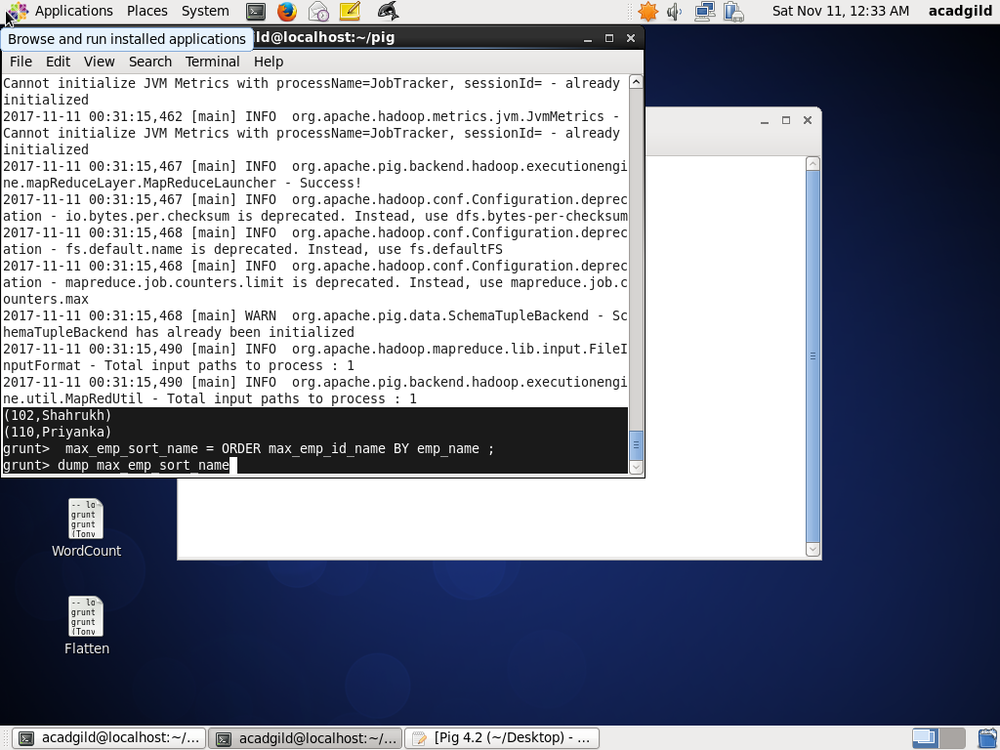 Applications Places System
Sat Nov 11, 12:33 AM acadgild
Browse and run installed applications
ild@localhost:~/pig
File Edit View Search Terminal Help
Cannot initialize JVM Metrics with processName=JobTracker, sessionId= - already
initialized
2017-11-11 00:31:15,462 [main] INFO  org.apache.hadoop.metrics.jvm.JvmMetrics -
Cannot initialize JVM Metrics with processName=JobTracker, sessionId= - already
initialized
2017-11-11 00:31:15,467 [main] INFO  org.apache.pig.backend.hadoop.executionengi
ne.mapReduceLayer.MapReduceLauncher - Success!
2017-11-11 00:31:15,467 [main] INFO  org.apache.hadoop.conf.Configuration.deprec
ation - io.bytes.per.checksum is deprecated. Instead, use dfs.bytes-per-checksum
2017-11-11 00:31:15,468 [main] INFO  org.apache.hadoop.conf.Configuration.deprec
ation - fs.default.name is deprecated. Instead, use fs.defaultFS
2017-11-11 00:31:15,468 [main] INFO  org.apache.hadoop.conf.Configuration.deprec
ation - mapreduce.job.counters.limit is deprecated. Instead, use mapreduce.job.c
ounters.max
2017-11-11 00:31:15,468 [main] WARN  org.apache.pig.data.SchemaTupleBackend - Sc
hemaTupleBackend has already been initialized
2017-11-11 00:31:15,490 [main] INFO  org.apache.hadoop.mapreduce.lib.input.FileI
nputFormat - Total input paths to process : 1
2017-11-11 00:31:15,490 [main] INFO  org.apache.pig.backend.hadoop.executionengi
ne.util.MapRedUtil - Total input paths to process : 1
(102,Shahrukh)
(110,Priyanka)
grunt>  max_emp_sort_name = ORDER max_emp_id_name BY emp_name ;
grunt> dump max_emp_sort_name
-- lo
grunt
grunt
(Tony
WordCount
-- lo
grunt
grunt
(Tony
Flatten
acadgild@localhost:~/... acadgild@localhost:~/... [Pig 4.2 (~/Desktop) - ...